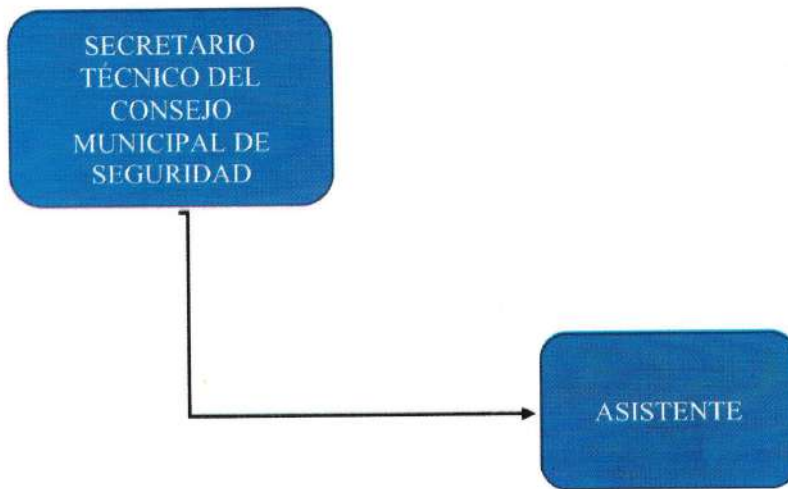 SECRETARIO
TÉCNICO DEL
CONSEJO
MUNICIPAL DE
SEGURIDAD
ASISTENTE